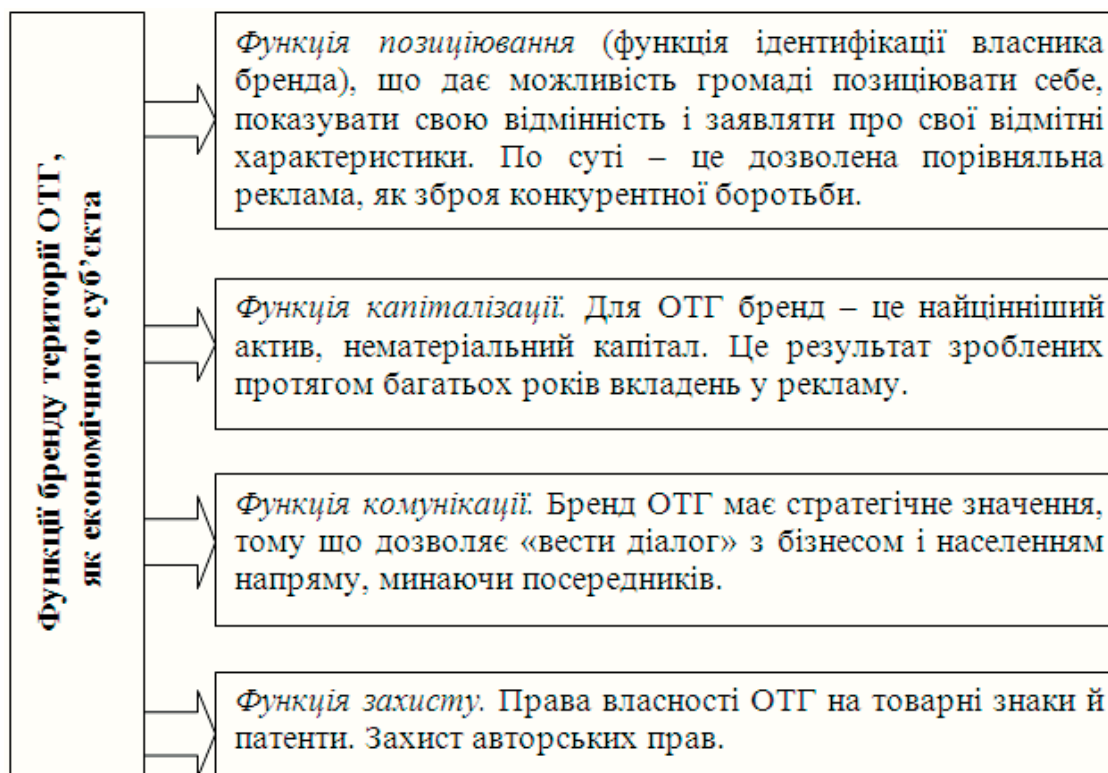 Функції бренду території ОТГ,
як економічного суб’єкта
Функція позиціювання (функція ідентифікації власника
бренда), що дає можливість громаді позиціювати себе,
показувати свою відмінність і заявляти про свої відмітні
характеристики. По суті – це дозволена порівняльна
реклама, як зброя конкурентної боротьби.
Функція капіталізації. Для ОТГ бренд – це найцінніший
актив, нематеріальний капітал. Це результат зроблених
протягом багатьох років вкладень у рекламу.
Функція комунікації. Бренд ОТГ має стратегічне значення,
тому що дозволяє «вести діалог» з бізнесом і населенням
напряму, минаючи посередників.
Функція захисту. Права власності ОТГ на товарні знаки й
патенти. Захист авторських прав.